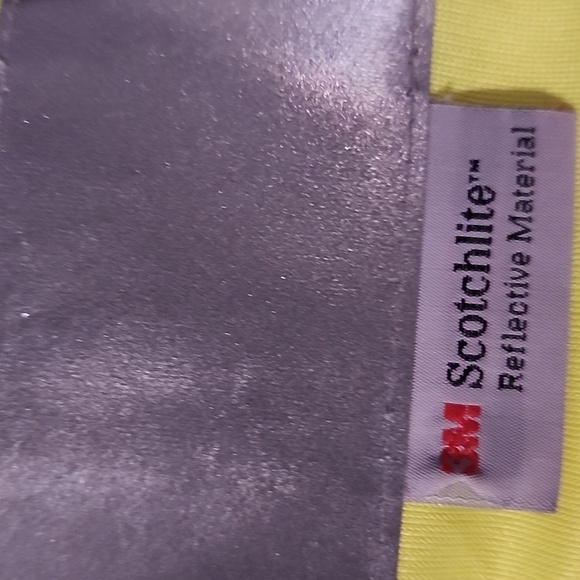 3M Scotchlite™
Reflective Material